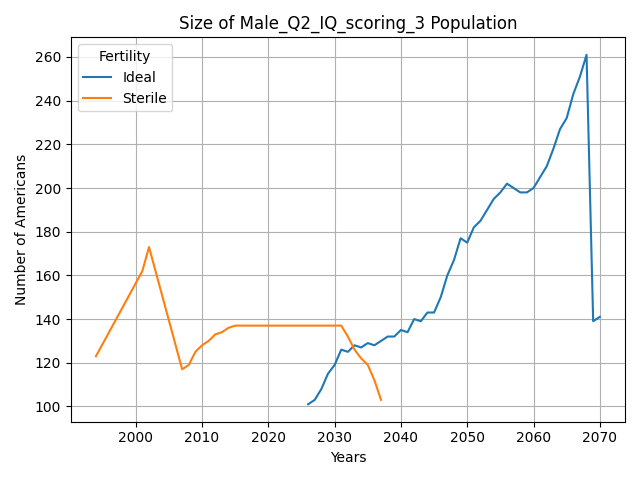 Size of Male_Q2_IQ_scoring_3 Population
Fertility
Ideal
Sterile
Number of Americans
260
240
220
200
180
160
140
120
100
2000 2010 2020 2030 2040 2050 2060 2070
Years